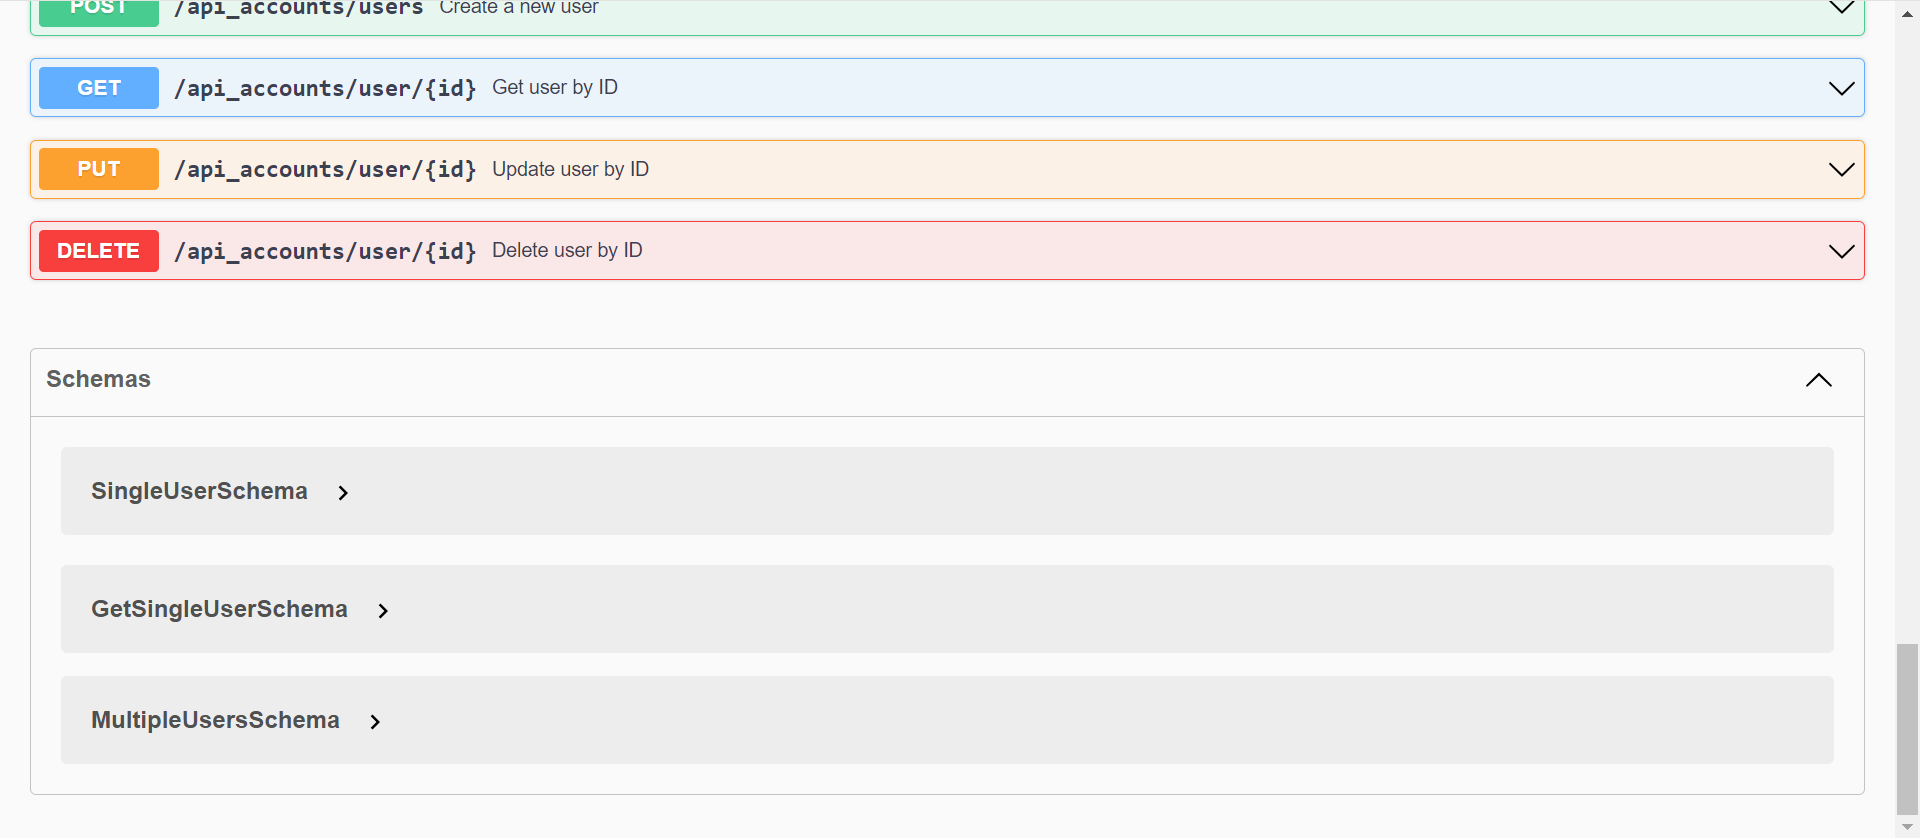 POST /api_accounts/users Create a new user
GET /api_accounts/user/{id} Get user by ID
PUT /api_accounts/user/{id} Update user by ID
DELETE /api_accounts/user/{id} Delete user by ID
Schemas
SingleUserSchema
GetSingleUserSchema
MultipleUsersSchema